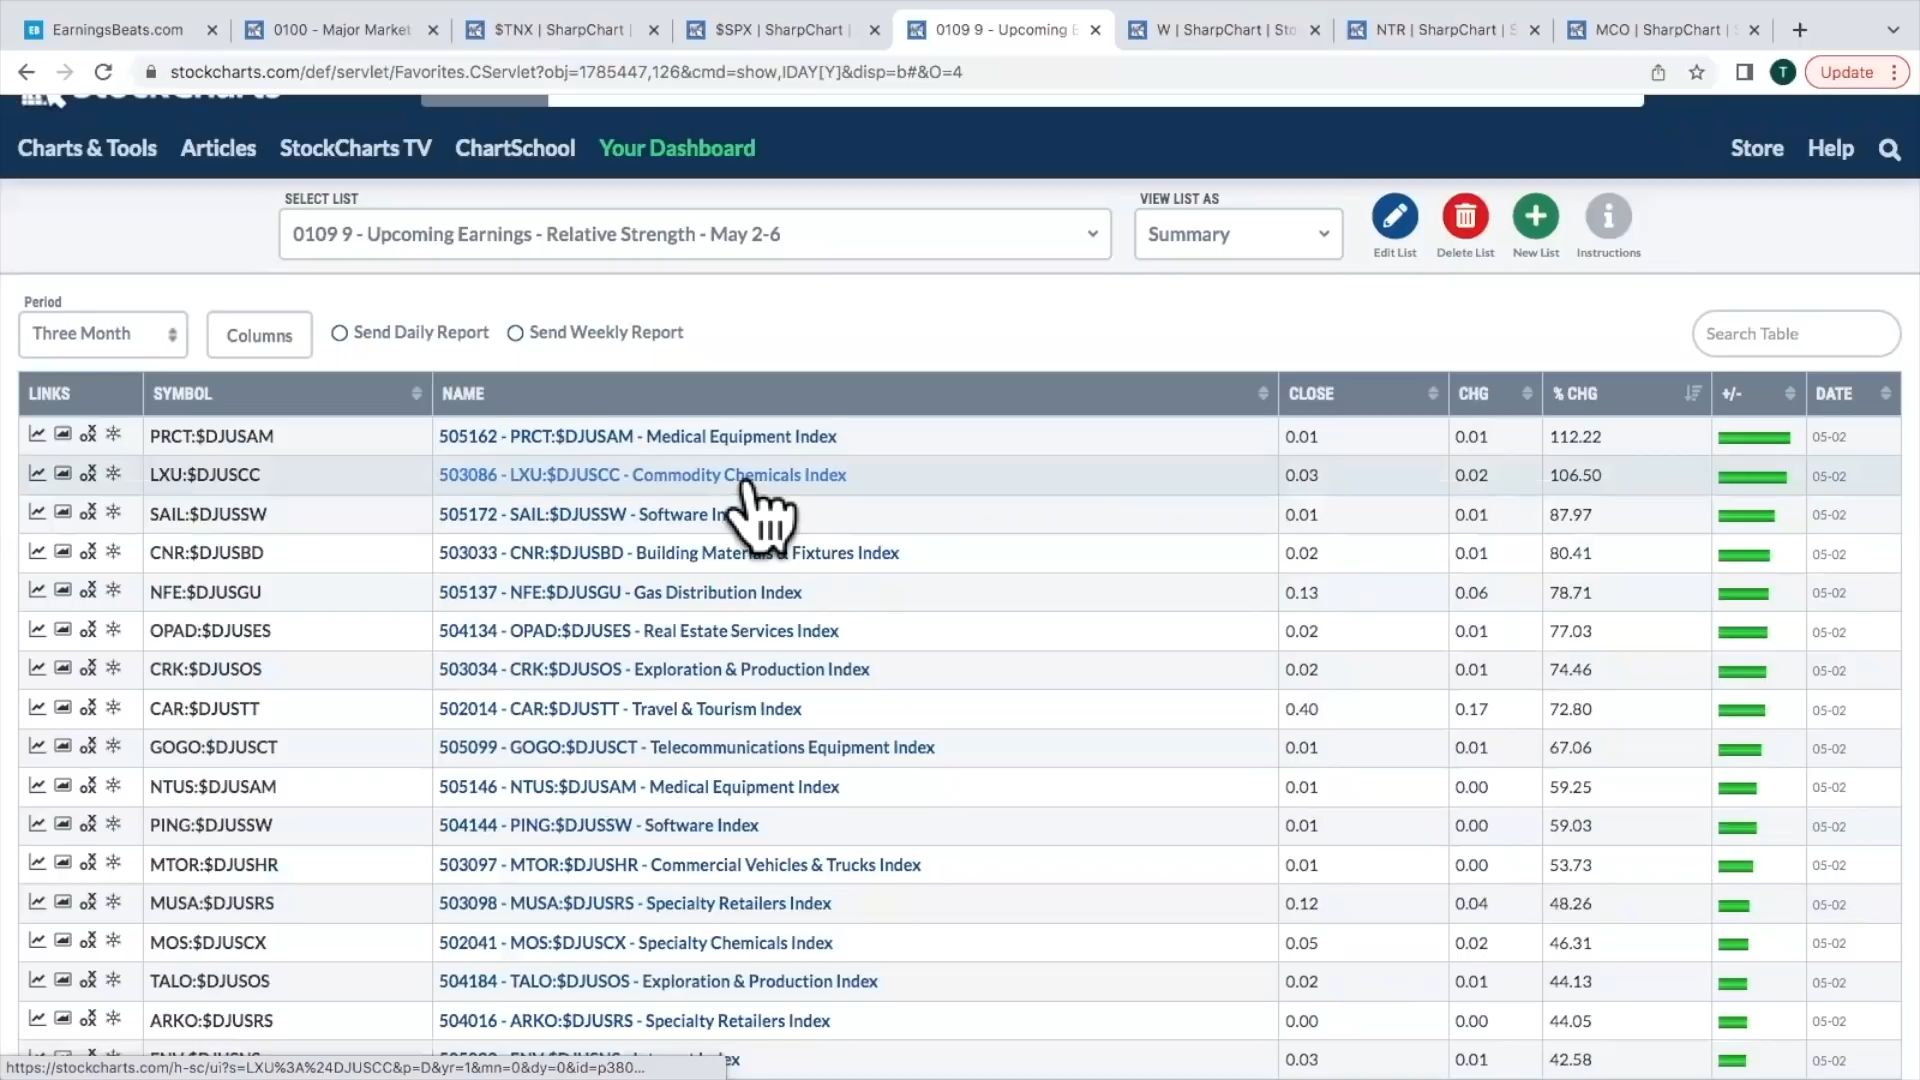 EarningsBeats.com
0100 - Major Market
$TNX | SharpChart |
$SPX | SharpChart |
0109 9 - Upcoming E
W | SharpChart | Sto
NTR | SharpChart | S
MCO | SharpChart |
stockcharts.com/def/servlet/Favorites.CServlet?obj=1785447,126&cmd=show,IDAY[Y]&disp=b#&O=4
T
Update
StockCharts
Charts & Tools Articles StockCharts TV ChartSchool Your Dashboard Store Help
SELECT LIST VIEW LIST AS
0109 9 - Upcoming Earnings - Relative Strength - May 2-6 Summary
Edit List Delete List New List Instructions
Period
Three Month Columns Send Daily Report Send Weekly Report Search Table
LINKS SYMBOL NAME CLOSE CHG % CHG +/- DATE
PRCT:$DJUSAM 505162 - PRCT:$DJUSAM - Medical Equipment Index 0.01 0.01 112.22 05-02
LXU:$DJUSCC 503086 - LXU:$DJUSCC - Commodity Chemicals Index 0.03 0.02 106.50 05-02
SAIL:$DJUSSW 505172 - SAIL:$DJUSSW - Software In 0.01 0.01 87.97 05-02
CNR:$DJUSBD 503033 - CNR:$DJUSBD - Building Materials & Fixtures Index 0.02 0.01 80.41 05-02
NFE:$DJUSGU 505137 - NFE:$DJUSGU - Gas Distribution Index 0.13 0.06 78.71 05-02
OPAD:$DJUSES 504134 - OPAD:$DJUSES - Real Estate Services Index 0.02 0.01 77.03 05-02
CRK:$DJUSOS 503034 - CRK:$DJUSOS - Exploration & Production Index 0.02 0.01 74.46 05-02
CAR:$DJUSTT 502014 - CAR:$DJUSTT - Travel & Tourism Index 0.40 0.17 72.80 05-02
GOGO:$DJUSCT 505099 - GOGO:$DJUSCT - Telecommunications Equipment Index 0.01 0.01 67.06 05-02
NTUS:$DJUSAM 505146 - NTUS:$DJUSAM - Medical Equipment Index 0.01 0.00 59.25 05-02
PING:$DJUSSW 504144 - PING:$DJUSSW - Software Index 0.01 0.00 59.03 05-02
MTOR:$DJUSHR 503097 - MTOR:$DJUSHR - Commercial Vehicles & Trucks Index 0.01 0.00 53.73 05-02
MUSA:$DJUSRS 503098 - MUSA:$DJUSRS - Specialty Retailers Index 0.12 0.04 48.26 05-02
MOS:$DJUSCX 502041 - MOS:$DJUSCX - Specialty Chemicals Index 0.05 0.02 46.31 05-02
TALO:$DJUSOS 504184 - TALO:$DJUSOS - Exploration & Production Index 0.02 0.01 44.13 05-02
ARKO:$DJUSRS 504016 - ARKO:$DJUSRS - Specialty Retailers Index 0.00 0.00 44.05 05-02
0.03 0.01 42.58 05-02
https://stockcharts.com/h-sc/ui?s=LXU%3A%24DJUSCC&p=D&yr=1&mn=0&dy=0&id=p380...